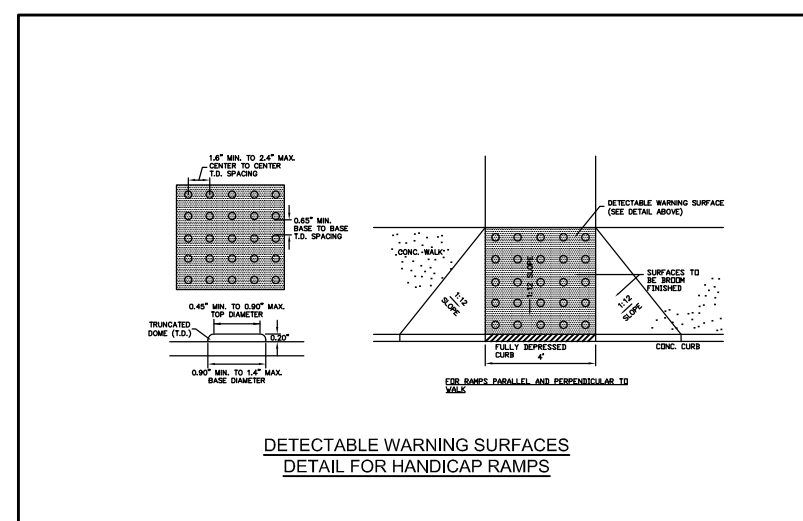 1.6" MIN. TO 2.4" MAX.
CENTER TO CENTER
T.D. SPACING
0.65" MIN.
BASE TO BASE
T.D. SPACING
0.45" MIN. TO 0.90" MAX.
TOP DIAMETER
TRUNCATED
DOME (T.D.)
0.20"
0.90" MIN. TO 1.4" MAX.
BASE DIAMETER
DETECTABLE WARNING SURFACE
(SEE DETAIL ABOVE)
CONC. WALK
1:12 SLOPE
SURFACES TO
BE BROOM
FINISHED
1:12
SLOPE
1:12
SLOPE
FULLY DEPRESSED
CURB
4'
CONC. CURB
FOR RAMPS PARALLEL AND PERPENDICULAR TO
WALK
DETECTABLE WARNING SURFACES
DETAIL FOR HANDICAP RAMPS